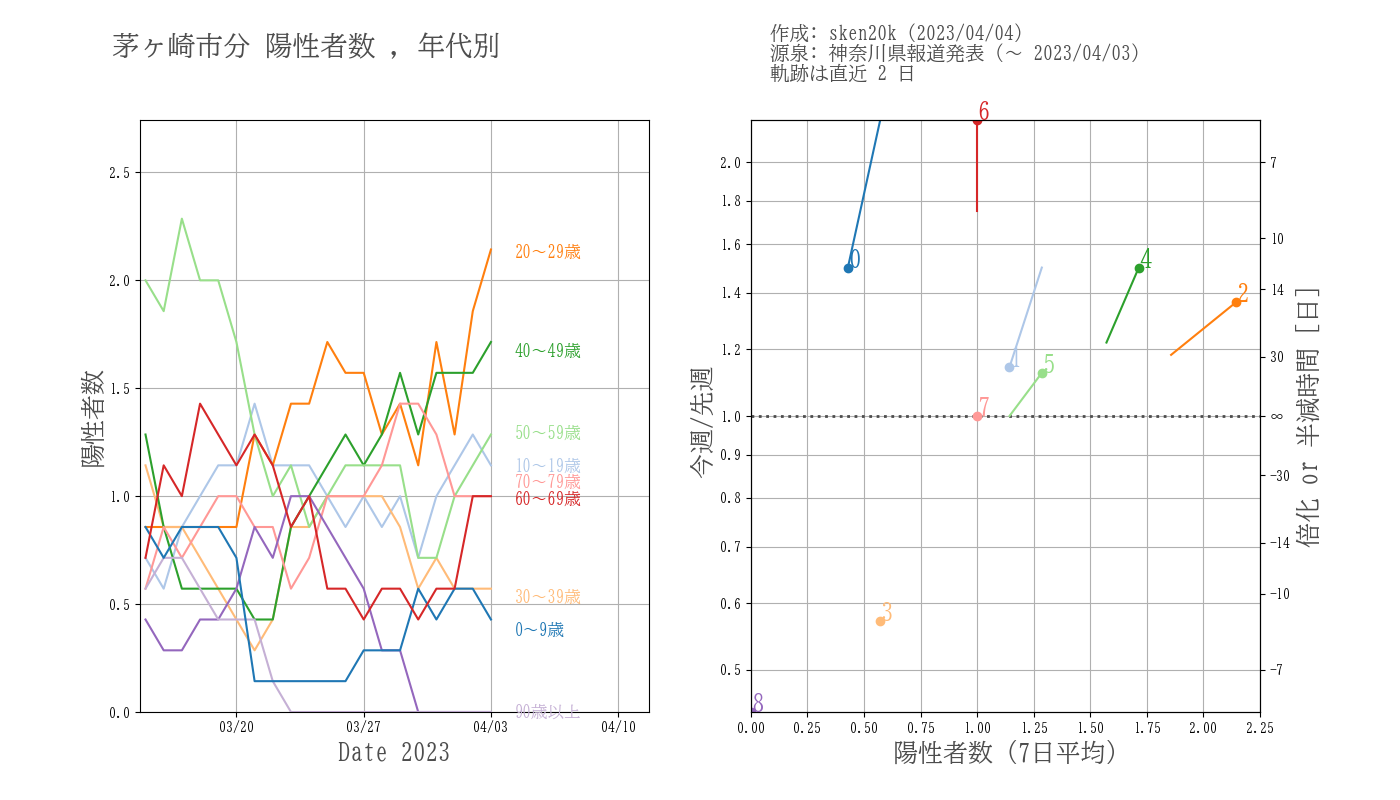 茅ヶ崎市分 陽性者数 , 年代別
作成: sken20k (2023/04/04)
源泉: 神奈川県報道発表 (～ 2023/04/03)
軌跡は直近 2 日
陽性者数
2.5
2.0
1.5
1.0
0.5
0.0
03/20
03/27
04/03
04/10
Date 2023
20～29歳
40～49歳
50～59歳
10～19歳
70～79歳
60～69歳
30～39歳
0～9歳
90歳以上
今週/先週
2.0
1.8
1.6
1.4
1.2
1.0
0.9
0.8
0.7
0.6
0.5
6
0
4
2
1
5
7
3
8
0.00
0.25
0.50
0.75
1.00
1.25
1.50
1.75
2.00
2.25
陽性者数 (7日平均)
7
10
14
30
∞
-30
-14
-10
-7
倍化 or 半減時間 [日]